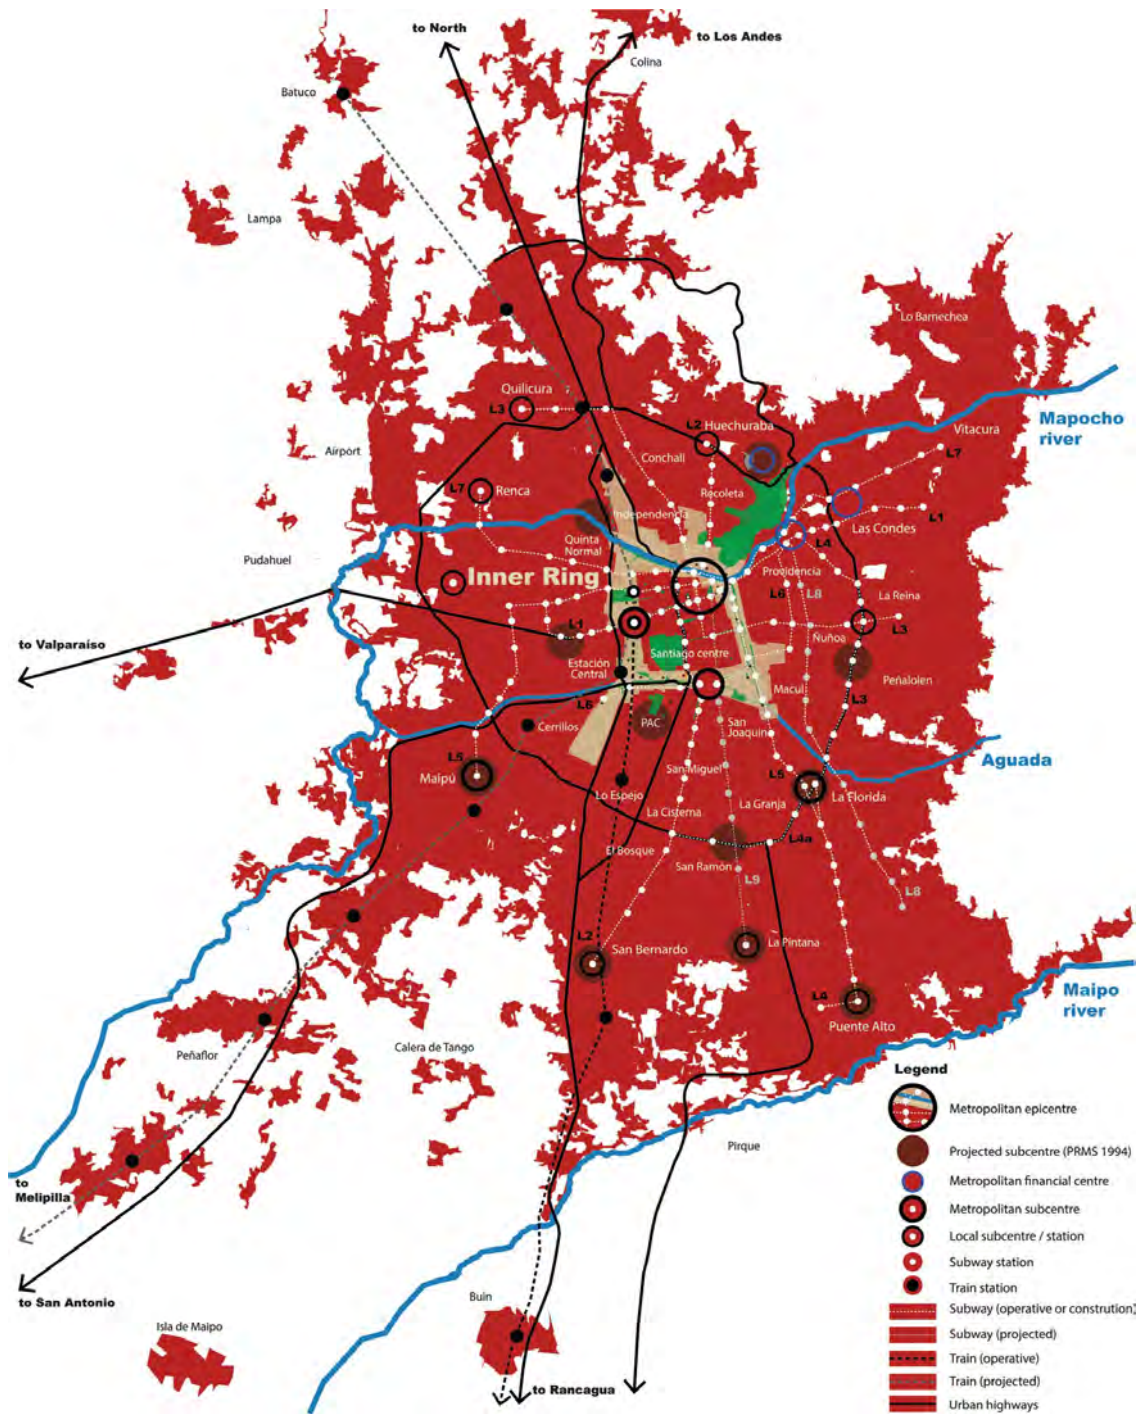 to North
to Los Andes
Colina
Batuco
Lampa
Lo Barnechea
Quilicura
L3
L2
Huechuraba
Mapocho
river
Vitacura
L7
Airport
Conchalí
Recoleta
L7
Renca
Independencia
Las Condes
L1
Quinta
Normal
L4
Pudahuel
Inner Ring
Providencia
L6
L8
La Reina
L3
to Valparaíso
L1
Ñuñoa
Estación
Central
Santiago centre
Peñalolen
L6
Macul
L3
Cerrillos
PAC
San
Joaquin
Aguada
L5
Maipú
San Miguel
L5
Lo Espejo
La Granja
La Florida
La Cisterna
L4a
El Bosque
San Ramón
L9
L8
L2
San Bernardo
La Pintana
Maipo
river
L4
Puente Alto
Peñaflor
Calera de Tango
Pirque
to
Melipilla
to San Antonio
Buin
Isla de Maipo
to Rancagua
Legend
Metropolitan epicentre
Projected subcentre (PRMS 1994)
Metropolitan financial centre
Metropolitan subcentre
Local subcentre / station
Subway station
Train station
Subway (operative or constrution)
Subway (projected)
Train (operative)
Train (projected)
Urban highways